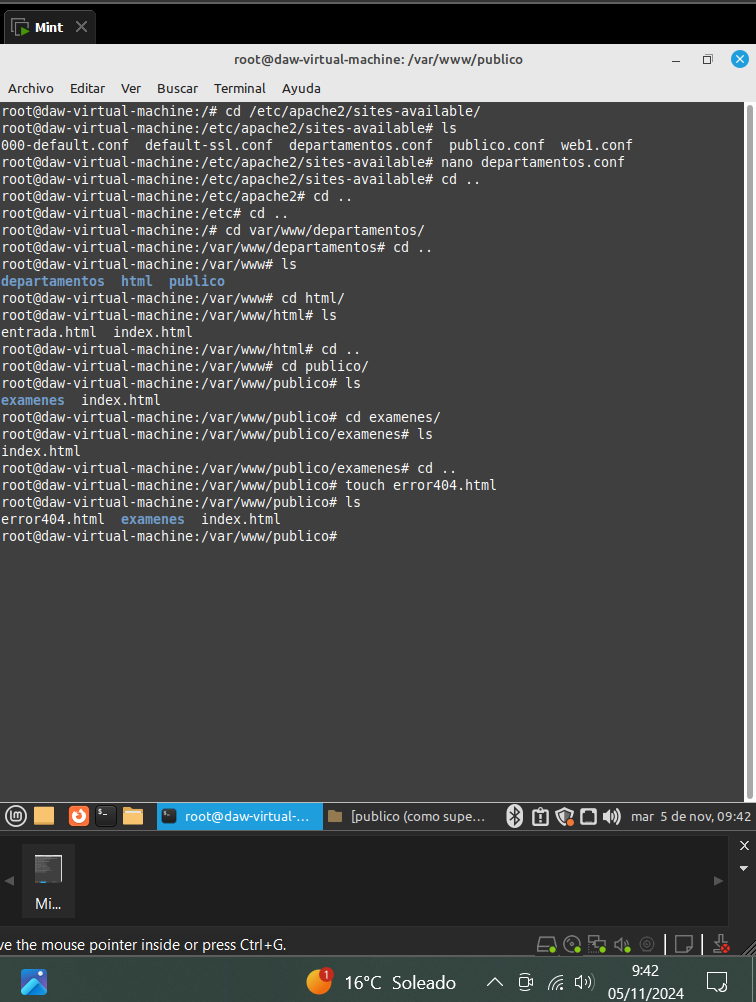 Mint
root@daw-virtual-machine: /var/www/publico
Archivo Editar Ver Buscar Terminal Ayuda
root@daw-virtual-machine:/# cd /etc/apache2/sites-available/
root@daw-virtual-machine:/etc/apache2/sites-available# ls
000-default.conf default-ssl.conf departamentos.conf publico.conf web1.conf
root@daw-virtual-machine:/etc/apache2/sites-available# nano departamentos.conf
root@daw-virtual-machine:/etc/apache2/sites-available# cd ..
root@daw-virtual-machine:/etc/apache2# cd ..
root@daw-virtual-machine:/etc# cd ..
root@daw-virtual-machine:/# cd var/www/departamentos/
root@daw-virtual-machine:/var/www/departamentos# cd ..
root@daw-virtual-machine:/var/www# ls
departamentos html publico
root@daw-virtual-machine:/var/www# cd html/
root@daw-virtual-machine:/var/www/html# ls
entrada.html index.html
root@daw-virtual-machine:/var/www/html# cd ..
root@daw-virtual-machine:/var/www# cd publico/
root@daw-virtual-machine:/var/www/publico# ls
examenes index.html
root@daw-virtual-machine:/var/www/publico# cd examenes/
root@daw-virtual-machine:/var/www/publico/examenes# ls
index.html
root@daw-virtual-machine:/var/www/publico/examenes# cd ..
root@daw-virtual-machine:/var/www/publico# touch error404.html
root@daw-virtual-machine:/var/www/publico# ls
error404.html examenes index.html
root@daw-virtual-machine:/var/www/publico#
root@daw-virtual-... [publico (como supe... mar 5 de nov, 09:42
Mi...
ve the mouse pointer inside or press Ctrl+G.
1 16°C Soleado 9:42
05/11/2024